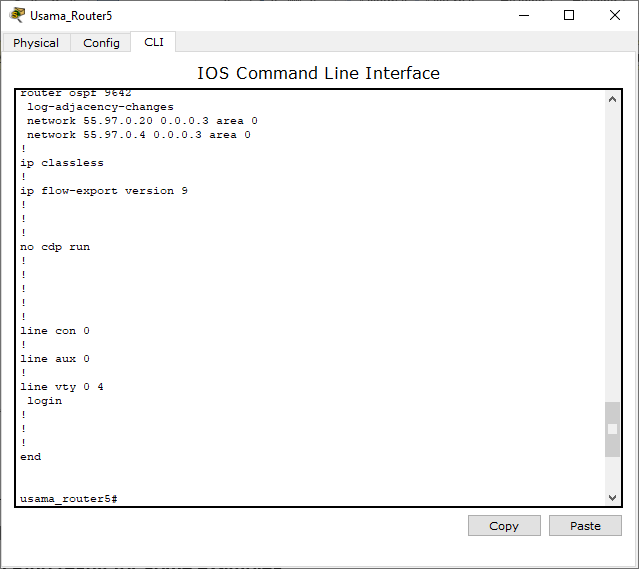 Usama_Router5
Physical Config CLI
IOS Command Line Interface
router ospf 9642
log-adjacency-changes
network 55.97.0.20 0.0.0.3 area 0
network 55.97.0.4 0.0.0.3 area 0
!
ip classless
!
ip flow-export version 9
!
!
!
no cdp run
!
!
!
!
!
line con 0
!
line aux 0
!
line vty 0 4
login
!
!
!
end
usama_router5#
Copy Paste